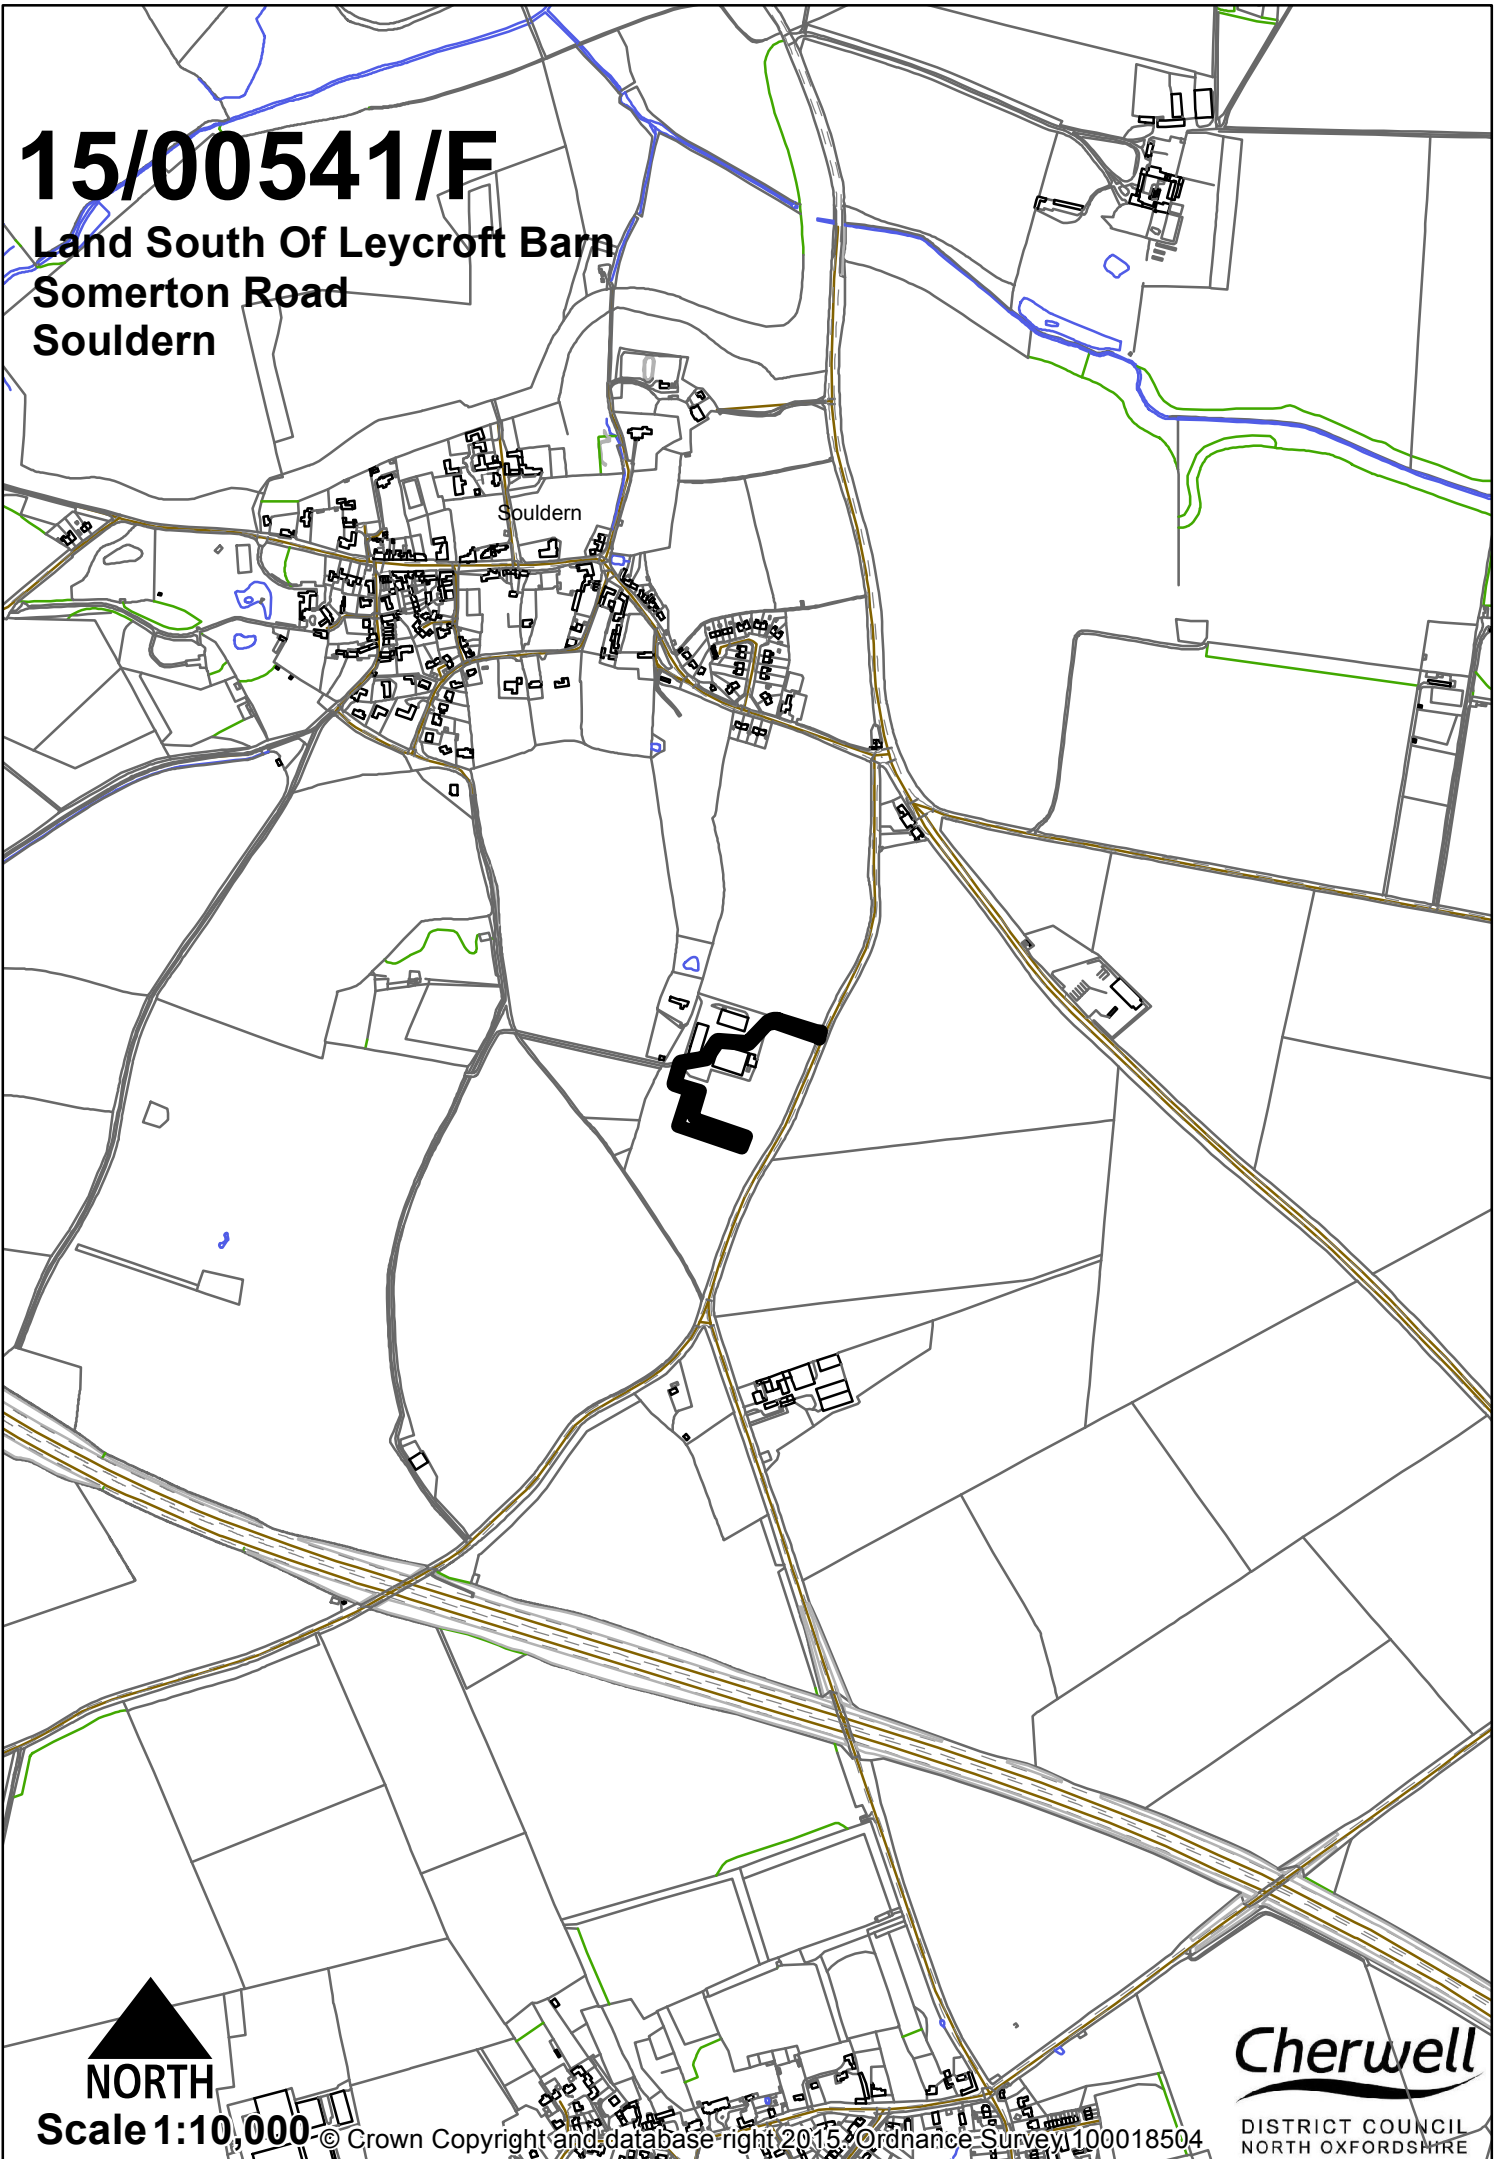 15/00541/F
Land South Of Leycroft Barn
Somerton Road
Souldern
Souldern
NORTH
Scale 1:10,000
© Crown Copyright and database right 2015. Ordnance Survey 100018504
Cherwell
DISTRICT COUNCIL
NORTH OXFORDSHIRE